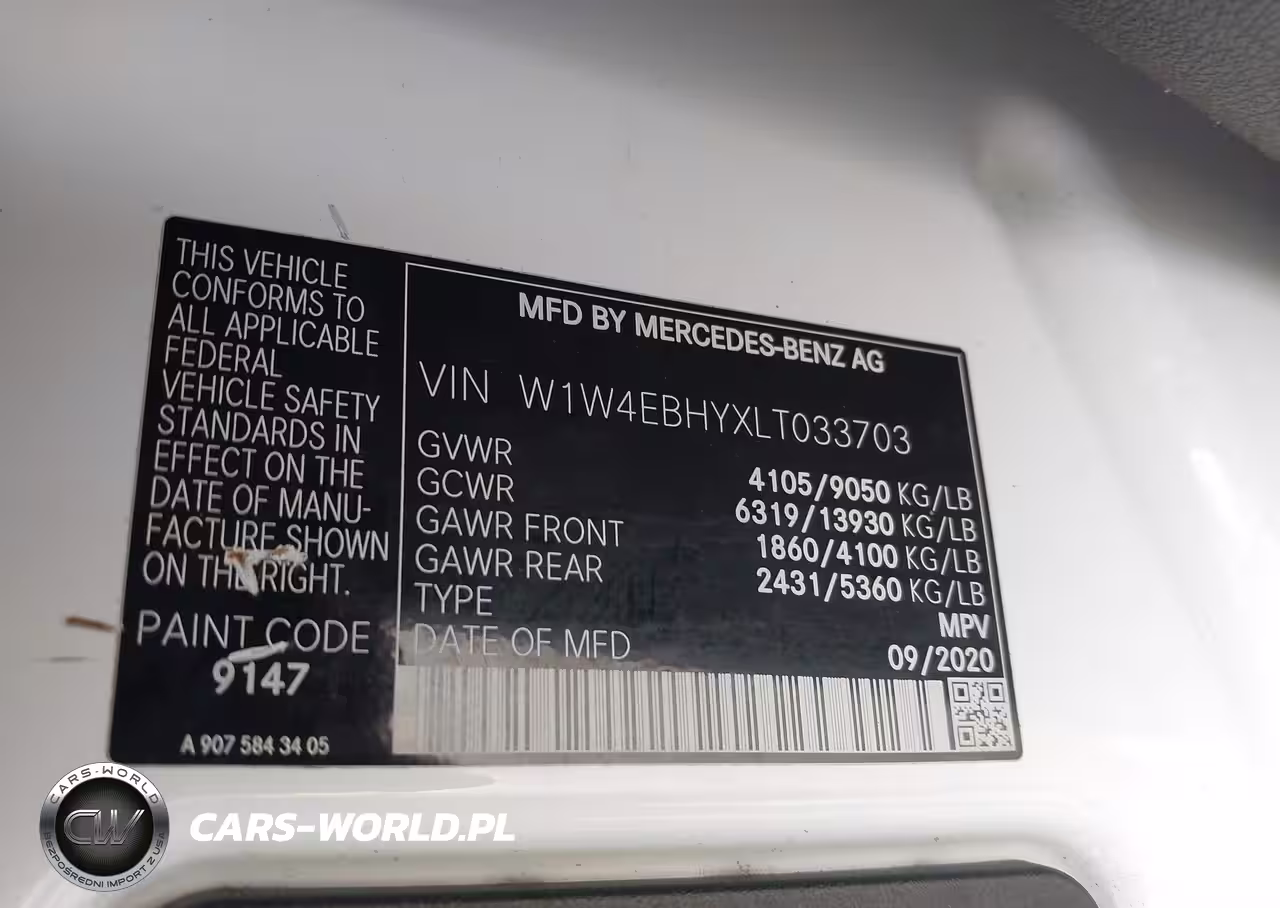 THIS VEHICLE
CONFORMS TO
ALL APPLICABLE
FEDERAL
VEHICLE SAFETY
STANDARDS IN
EFFECT ON THE
DATE OF MANU-
FACTURE SHOWN
ON THE RIGHT.
PAINT CODE
9147
A 907 584 34 05
MFD BY MERCEDES-BENZ AG
VIN W1W4EBHYXLT033703
GVWR 4105/9050 KG/LB
GCWR 6319/13930 KG/LB
GAWR FRONT 1860/4100 KG/LB
GAWR REAR 2431/5360 KG/LB
TYPE MPV
DATE OF MFD 09/2020
CARS-WORLD
CW
BEZPOŚREDNI IMPORT Z USA
CARS-WORLD.PL